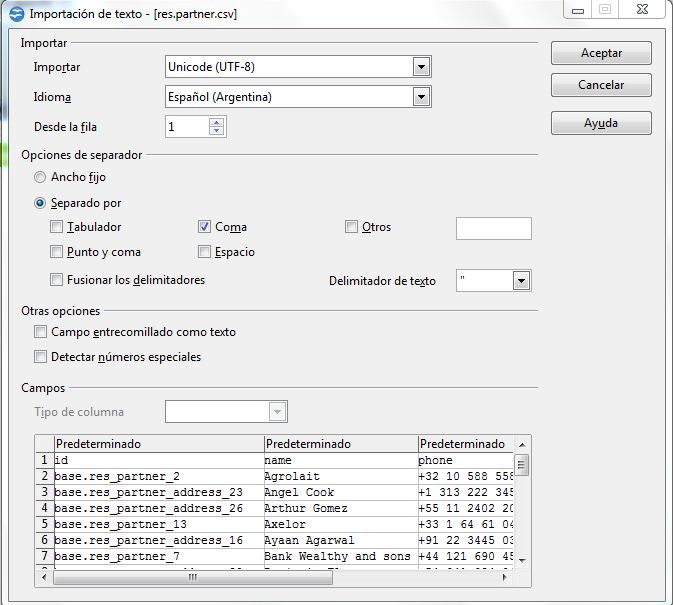 Importación de texto - [res.partner.csv]
Importar
Importar Unicode (UTF-8)
Idioma Español (Argentina)
Desde la fila 1
Aceptar
Cancelar
Ayuda
Opciones de separador
Ancho fijo
Separado por
Tabulador Coma Otros
Punto y coma Espacio
Fusionar los delimitadores Delimitador de texto "
Otras opciones
Campo entrecomillado como texto
Detectar números especiales
Campos
Tipo de columna
Predeterminado Predeterminado Predeterminado
1 id name phone
2 base.res_partner_2 Agrolait +32 10 588 558
3 base.res_partner_address_23 Angel Cook +1 313 222 345
4 base.res_partner_address_26 Arthur Gomez +55 11 2402 20
5 base.res_partner_13 Axelor +33 1 64 61 04
6 base.res_partner_address_16 Ayaan Agarwal +91 22 3445 03
7 base.res_partner_7 Bank Wealthy and sons +44 121 690 45